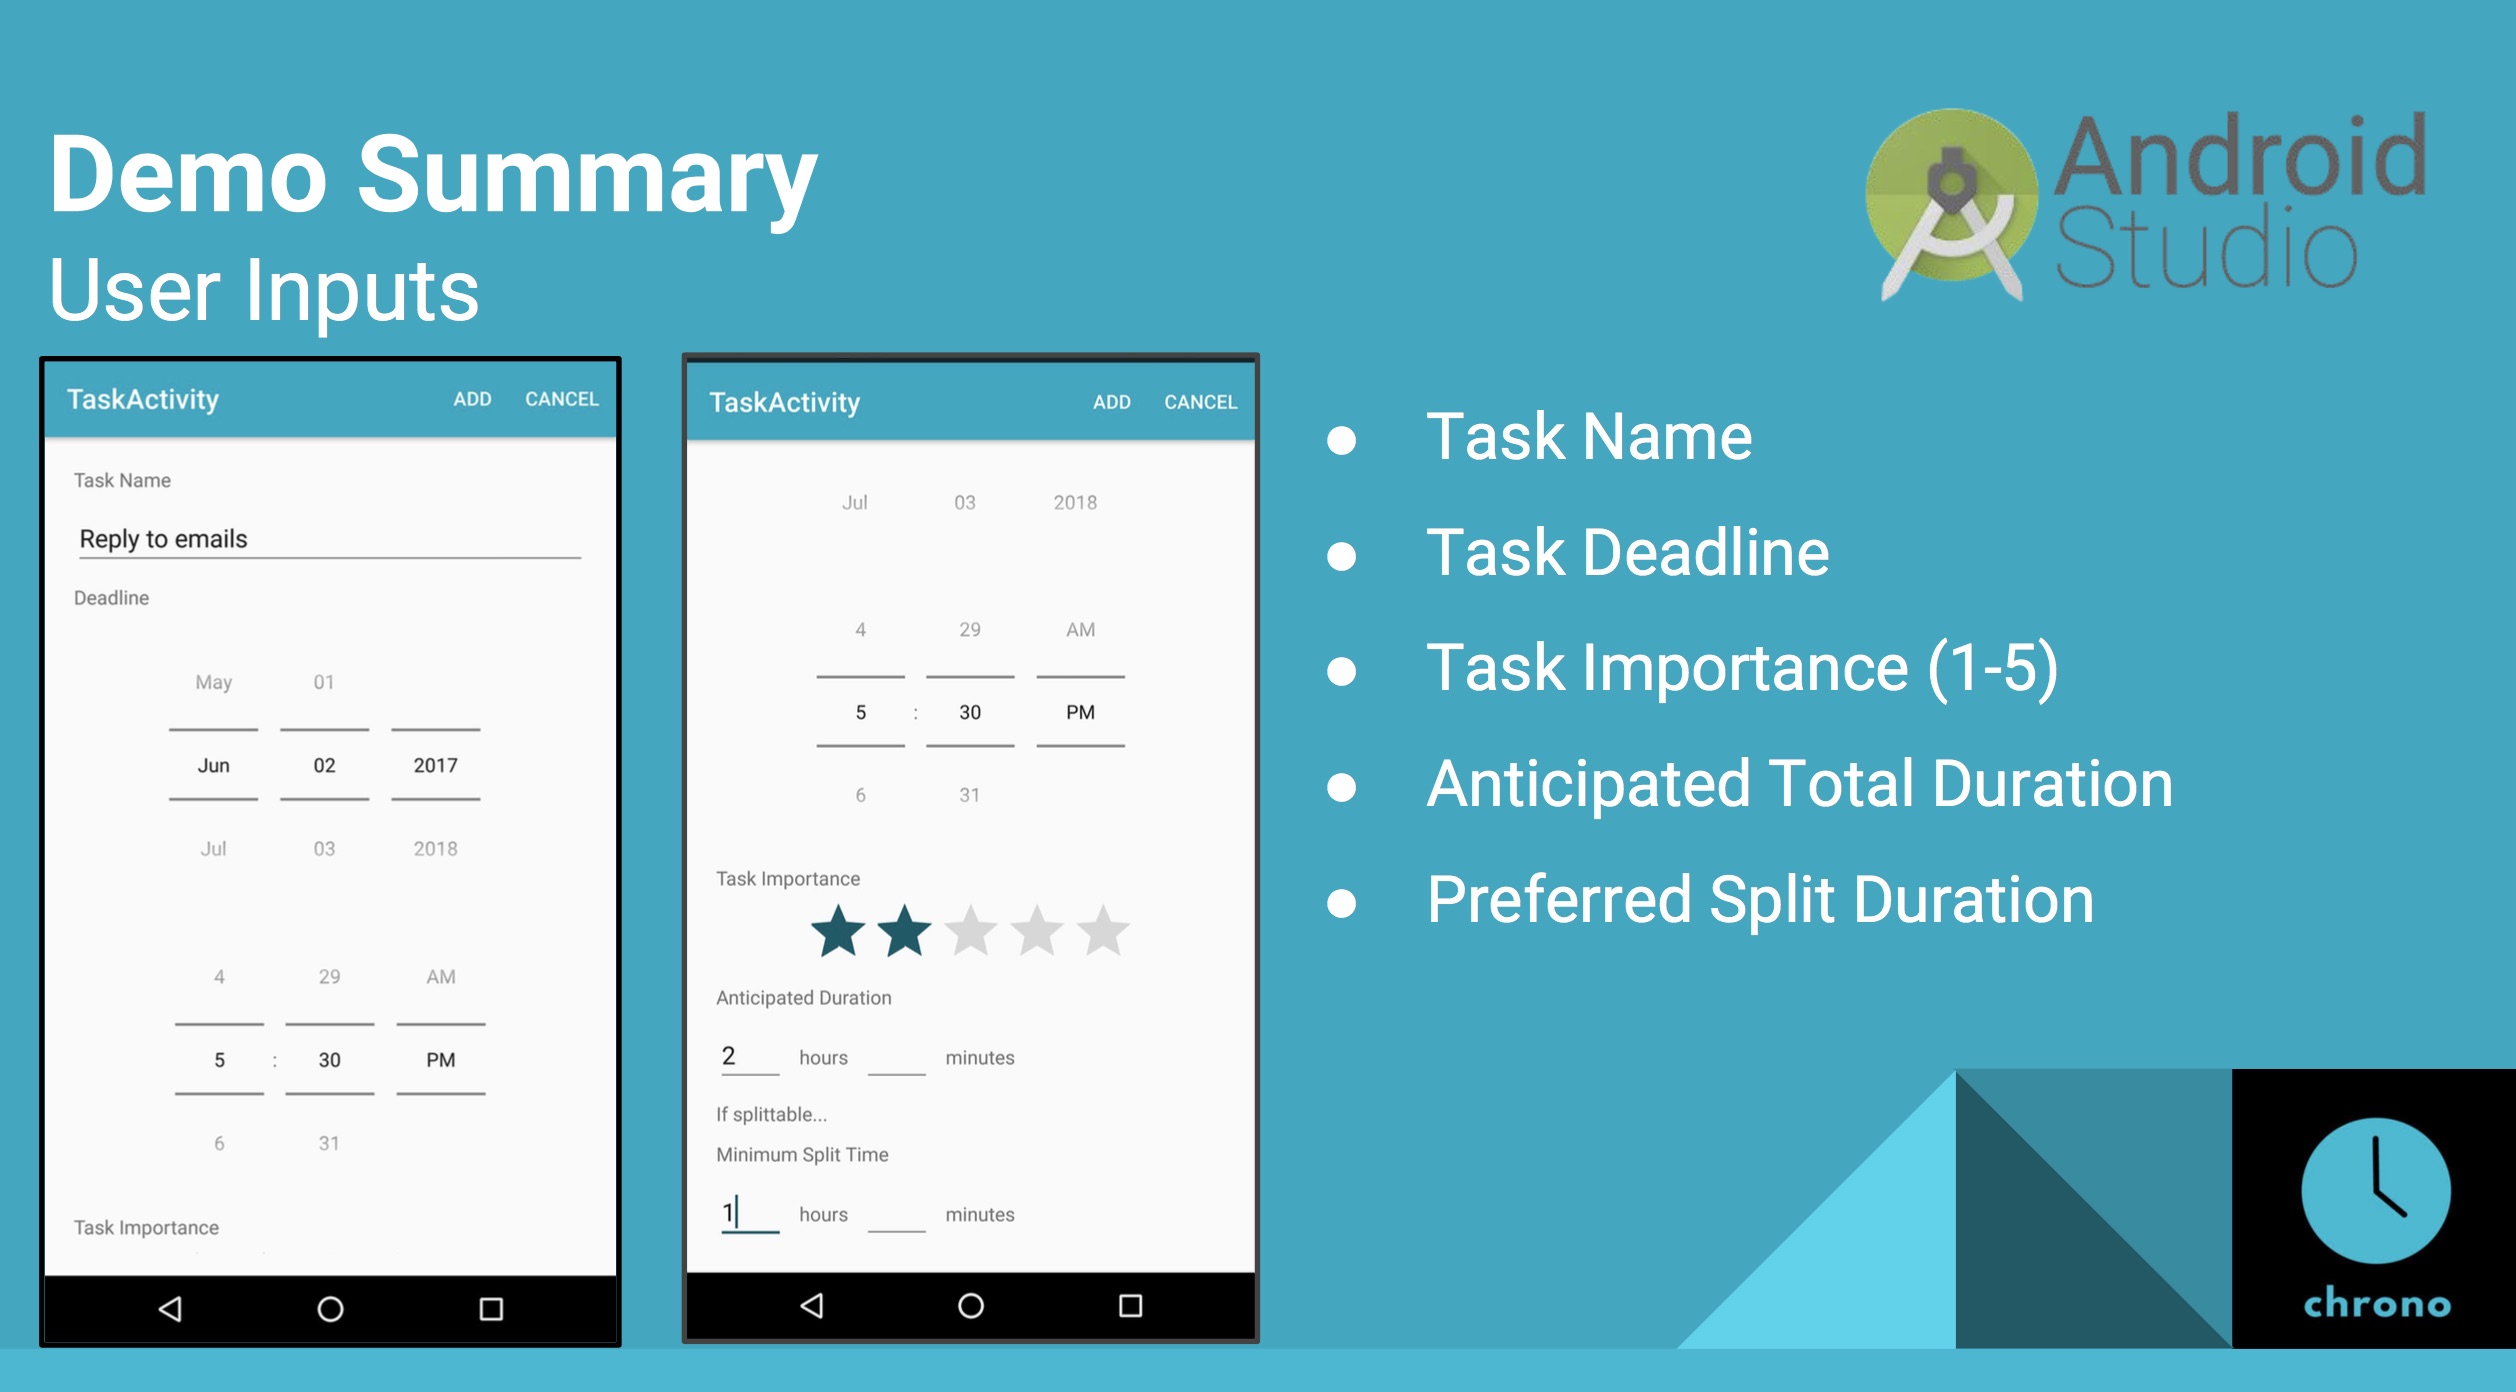 Demo Summary
User Inputs
Android
Studio
TaskActivity ADD CANCEL
Task Name
Reply to emails
Deadline
May 01
Jun 02 2017
Jul 03 2018
4 29 AM
5 : 30 PM
6 31
Task Importance
TaskActivity ADD CANCEL
Jul 03 2018
4 29 AM
5 : 30 PM
6 31
Task Importance
Anticipated Duration
2 hours minutes
If splittable...
Minimum Split Time
1 hours minutes
● Task Name
● Task Deadline
● Task Importance (1-5)
● Anticipated Total Duration
● Preferred Split Duration
chrono